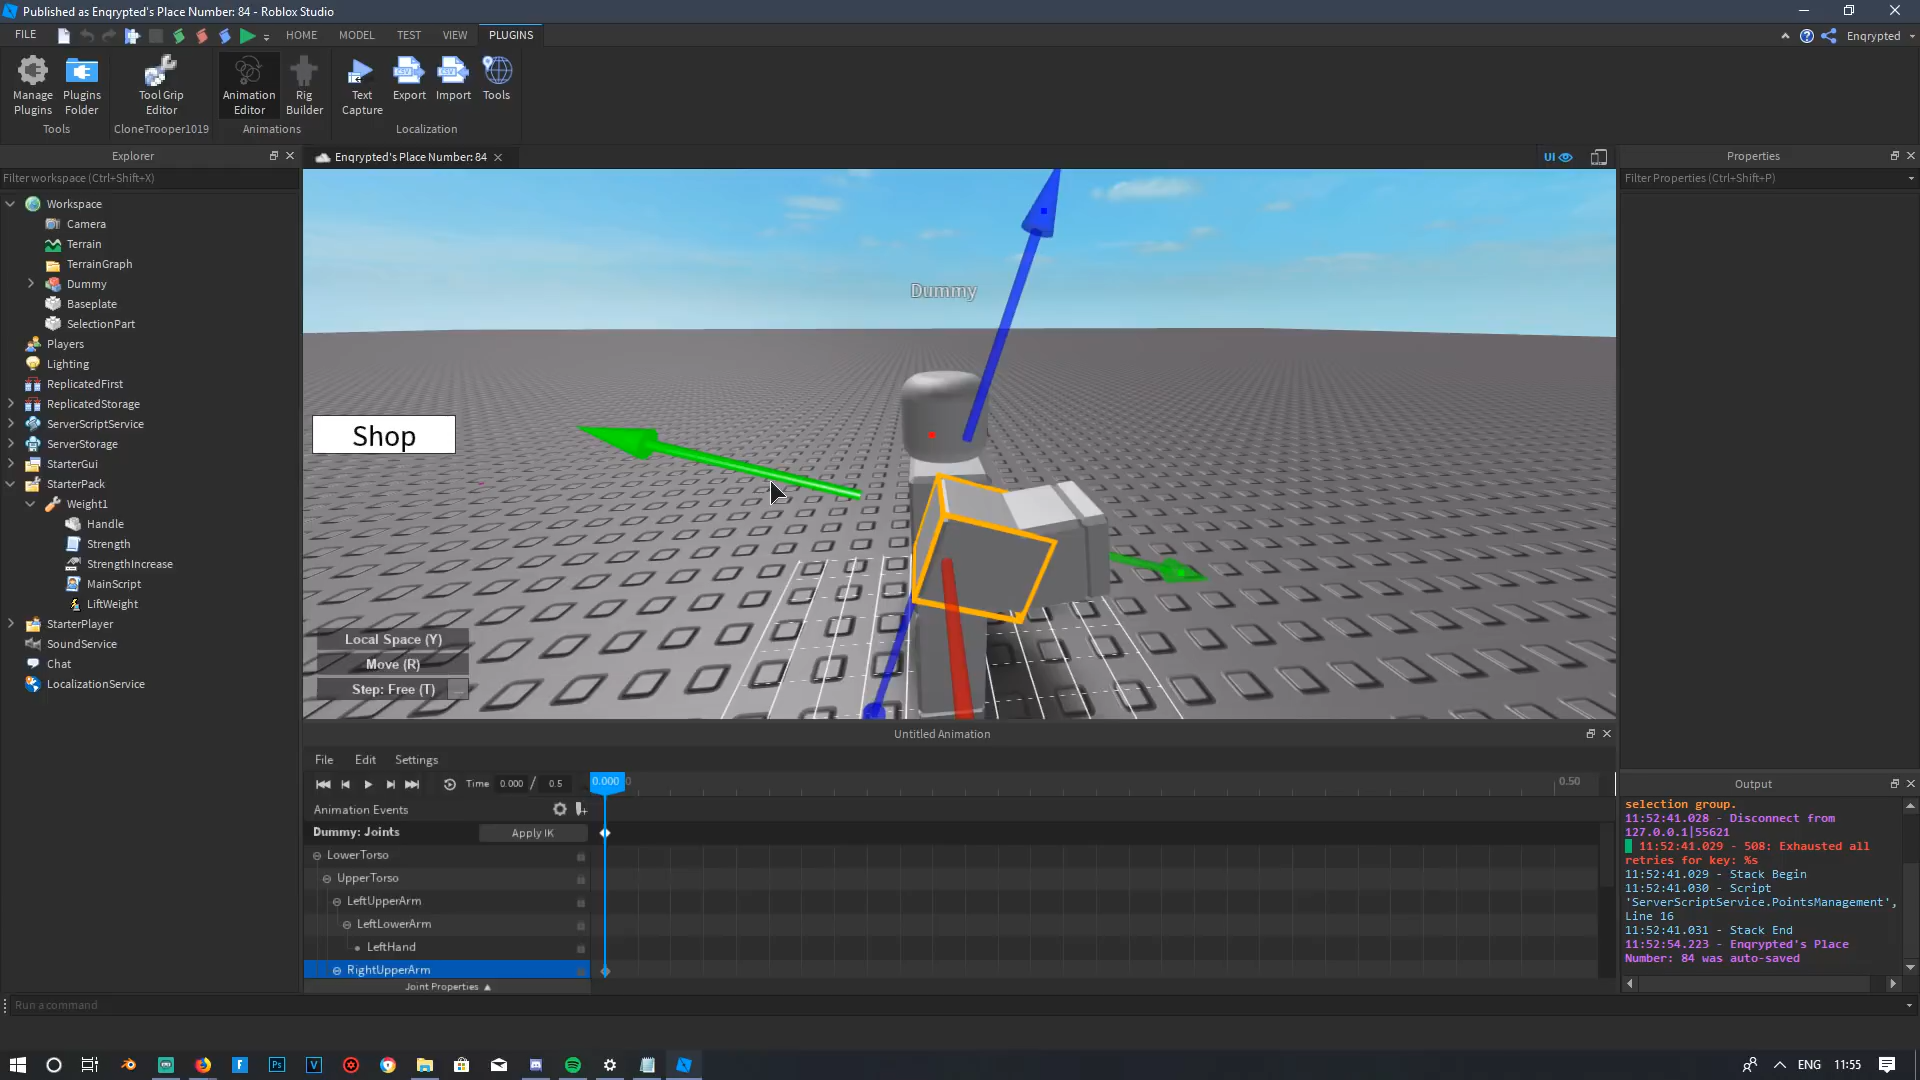 Published as Enqrypted's Place Number: 84 - Roblox Studio
FILE
HOME
MODEL
TEST
VIEW
PLUGINS
Enqrypted
Manage Plugins
Plugins Folder
Tool Grip Editor
Animation Editor
Rig Builder
Text Capture
Export
Import
Tools
Tools
CloneTrooper1019
Animations
Localization
Explorer
Enqrypted's Place Number: 84
UI
Properties
Filter workspace (Ctrl+Shift+X)
Filter Properties (Ctrl+Shift+P)
Workspace
Camera
Terrain
TerrainGraph
Dummy
Baseplate
SelectionPart
Players
Lighting
ReplicatedFirst
ReplicatedStorage
ServerScriptService
ServerStorage
StarterGui
StarterPack
Weight1
Handle
Strength
StrengthIncrease
MainScript
LiftWeight
StarterPlayer
SoundService
Chat
LocalizationService
Dummy
Shop
Local Space (Y)
Move (R)
Step: Free (T) ...
Untitled Animation
File
Edit
Settings
Time 0.000 / 0.5
0.000
0.50
Animation Events
Dummy: Joints
Apply IK
LowerTorso
UpperTorso
LeftUpperArm
LeftLowerArm
LeftHand
RightUpperArm
Joint Properties
Output
selection group.
11:52:41.028 - Disconnect from
127.0.0.1|55621
11:52:41.029 - 508: Exhausted all
retries for key: %s
11:52:41.029 - Stack Begin
11:52:41.030 - Script
'ServerScriptService.PointsManagement',
Line 16
11:52:41.031 - Stack End
11:52:54.223 - Enqrypted's Place
Number: 84 was auto-saved
Run a command
ENG
11:55